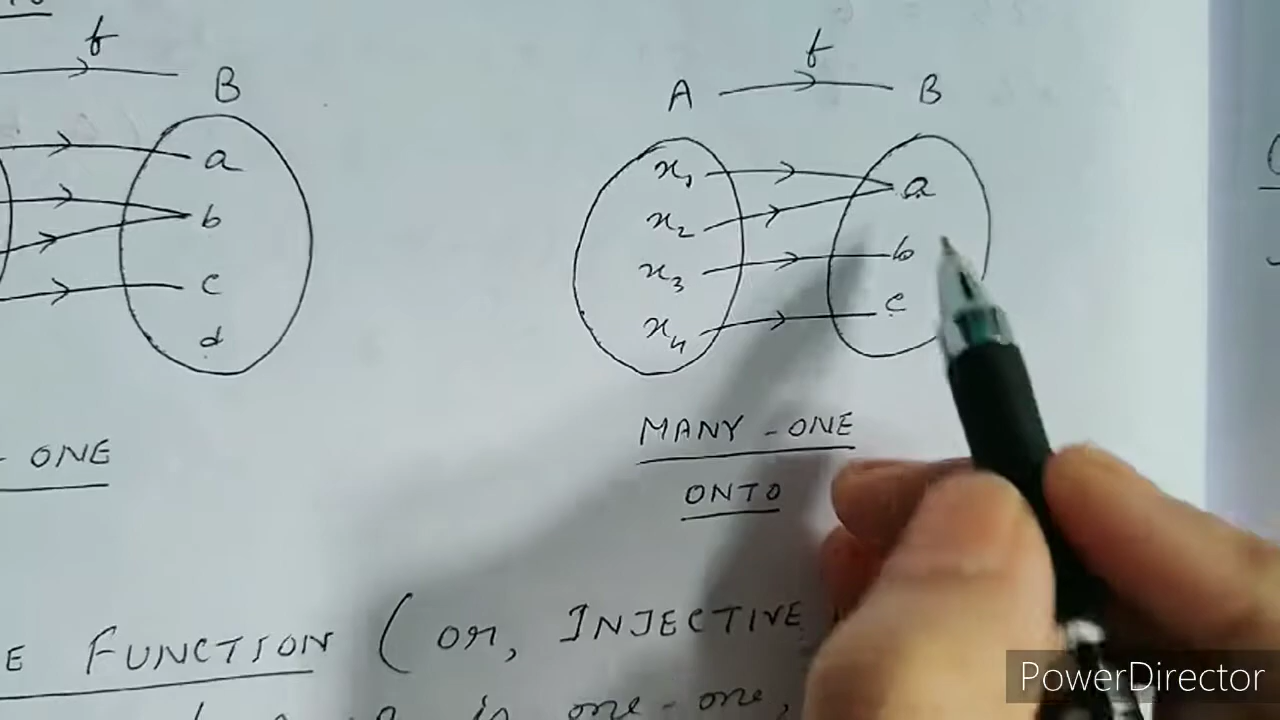 f
B
a
b
c
d
- ONE
f
A B
x₁ a
x₂
x₃ b
x₄ c
MANY - ONE
ONTO
E FUNCTION (or, INJECTIVE
is one-one,
PowerDirector